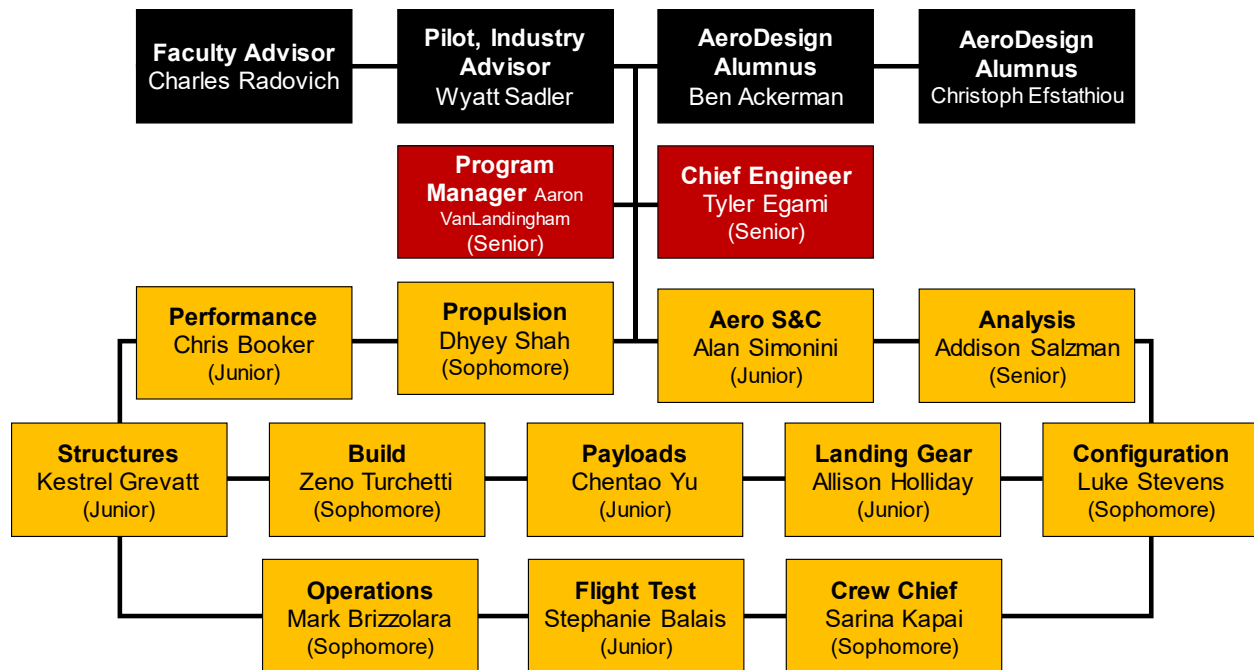 Faculty Advisor
Charles Radovich
Pilot, Industry
Advisor
Wyatt Sadler
AeroDesign
Alumnus
Ben Ackerman
AeroDesign
Alumnus
Christoph Efstathiou
Program
Manager Aaron
VanLandingham
(Senior)
Chief Engineer
Tyler Egami
(Senior)
Performance
Chris Booker
(Junior)
Propulsion
Dhyey Shah
(Sophomore)
Aero S&C
Alan Simonini
(Junior)
Analysis
Addison Salzman
(Senior)
Structures
Kestrel Grevatt
(Junior)
Build
Zeno Turchetti
(Sophomore)
Payloads
Chentao Yu
(Junior)
Landing Gear
Allison Holliday
(Junior)
Configuration
Luke Stevens
(Sophomore)
Operations
Mark Brizzolara
(Sophomore)
Flight Test
Stephanie Balais
(Junior)
Crew Chief
Sarina Kapai
(Sophomore)